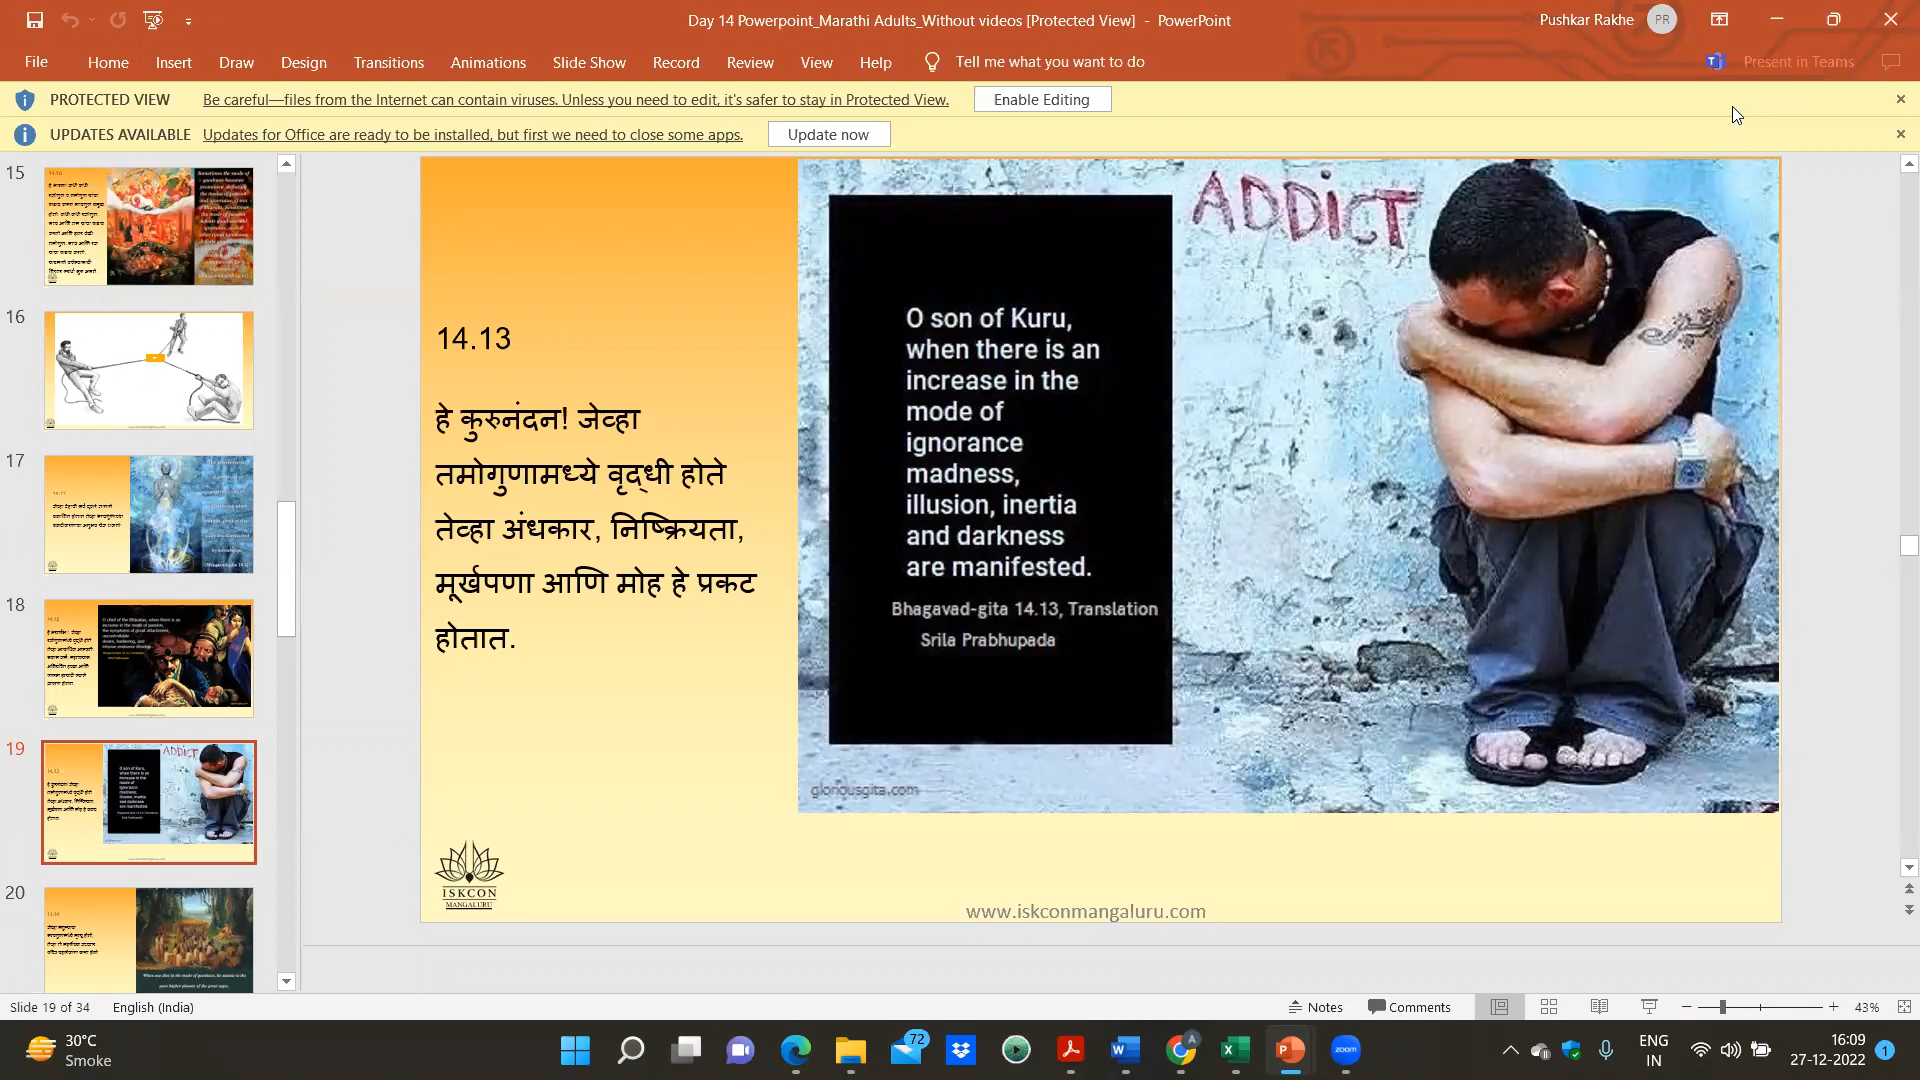 Day 14 Powerpoint_Marathi Adults_Without videos [Protected View] - PowerPoint
Pushkar Rakhe
PR
File Home Insert Draw Design Transitions Animations Slide Show Record Review View Help Tell me what you want to do
Present in Teams
PROTECTED VIEW Be careful—files from the Internet can contain viruses. Unless you need to edit, it's safer to stay in Protected View. Enable Editing
UPDATES AVAILABLE Updates for Office are ready to be installed, but first we need to close some apps. Update now
15
16
17
18
19
20
14.13
हे कुरुनंदन! जेव्हा
तमोगुणामध्ये वृद्धी होते
तेव्हा अंधकार, निष्क्रियता,
मूर्खपणा आणि मोह हे प्रकट
होतात.
ADDiCT
O son of Kuru,
when there is an
increase in the
mode of
ignorance
madness,
illusion, inertia
and darkness
are manifested.
Bhagavad-gita 14.13, Translation
Srila Prabhupada
gloriousgita.com
ISKCON
MANGALURU
www.iskconmangaluru.com
Slide 19 of 34 English (India)
Notes Comments 43%
30°C
Smoke
72
zoom
ENG
IN
16:09
27-12-2022
1